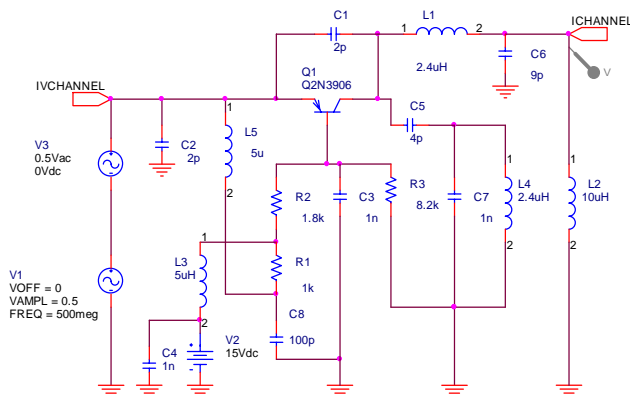 C1
2p
1
L1
2
2.4uH
ICHANNEL
C6
9p
V
Q1
Q2N3906
IVCHANNEL
C5
4p
V3
0.5Vac
0Vdc
C2
2p
1
L5
5u
2
1
L4
2.4uH
2
1
L2
10uH
2
R2
1.8k
C3
1n
R3
8.2k
C7
1n
1
L3
5uH
2
R1
1k
V1
VOFF = 0
VAMPL = 0.5
FREQ = 500meg
C8
100p
C4
1n
V2
15Vdc